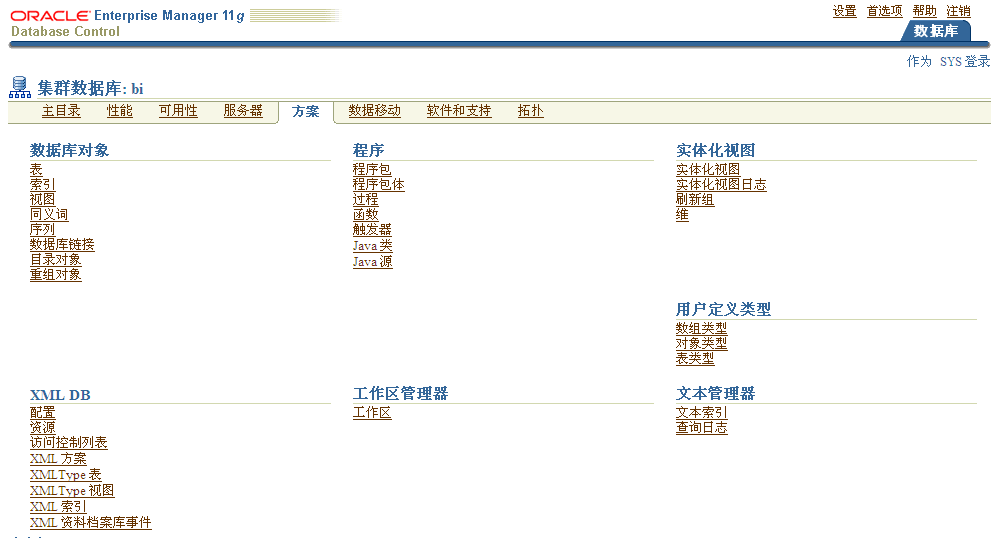 ORACLE Enterprise Manager 11g
Database Control
设置 首选项 帮助 注销
数据库
作为 SYS 登录
集群数据库: bi
主目录 性能 可用性 服务器 方案 数据移动 软件和支持 拓扑
数据库对象
表
索引
视图
同义词
序列
数据库链接
目录对象
重组对象
程序
程序包
程序包体
过程
函数
触发器
Java 类
Java 源
实体化视图
实体化视图
实体化视图日志
刷新组
维
用户定义类型
数组类型
对象类型
表类型
XML DB
配置
资源
访问控制列表
XML 方案
XMLType 表
XMLType 视图
XML 索引
XML 资料档案库事件
工作区管理器
工作区
文本管理器
文本索引
查询日志